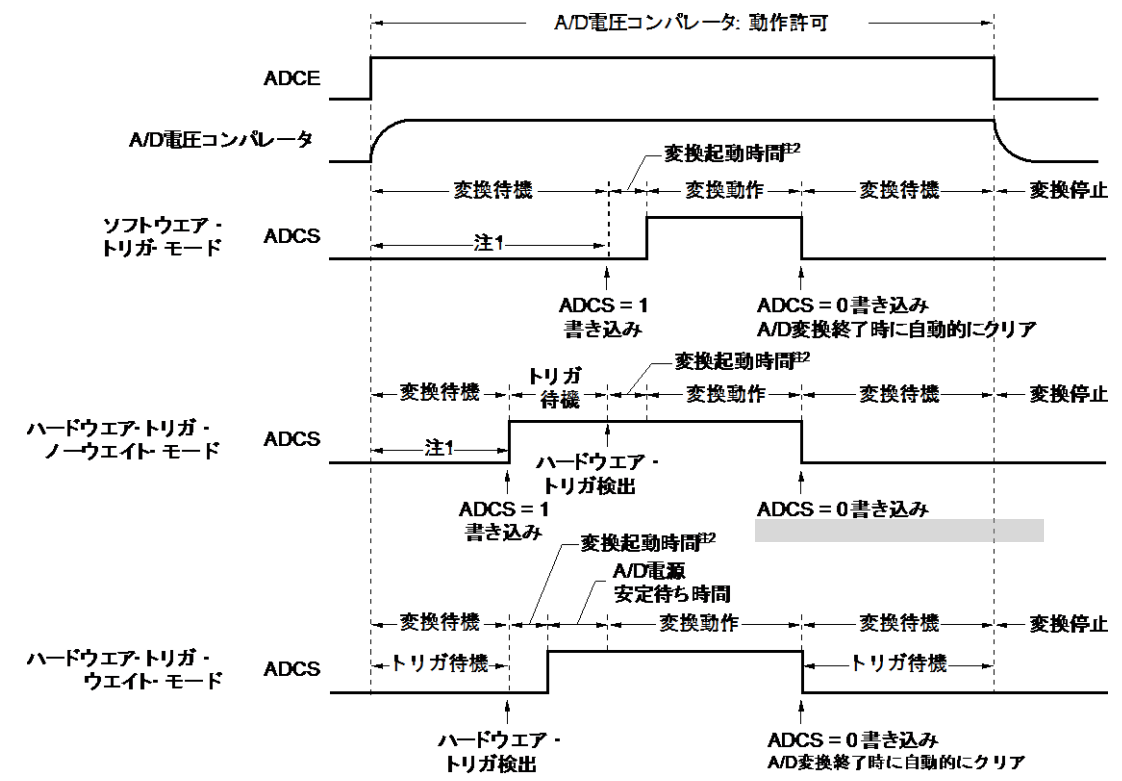 A/D電圧コンパレータ: 動作許可
ADCE
A/D電圧コンパレータ
変換起動時間注2
変換待機
変換動作
変換待機
変換停止
ソフトウエア・
トリガ・モード
ADCS
注1
ADCS = 1
書き込み
ADCS = 0書き込み
A/D変換終了時に自動的にクリア
変換起動時間注2
変換待機
トリガ
待機
変換動作
変換待機
変換停止
ハードウエア・トリガ・
ノーウエイト・モード
ADCS
注1
ハードウエア・
トリガ検出
ADCS = 1
書き込み
ADCS = 0書き込み
変換起動時間注2
A/D電源
安定待ち時間
変換待機
変換動作
変換待機
変換停止
ハードウエア・トリガ・
ウエイト・モード
ADCS
トリガ待機
トリガ待機
ハードウエア・
トリガ検出
ADCS = 0書き込み
A/D変換終了時に自動的にクリア